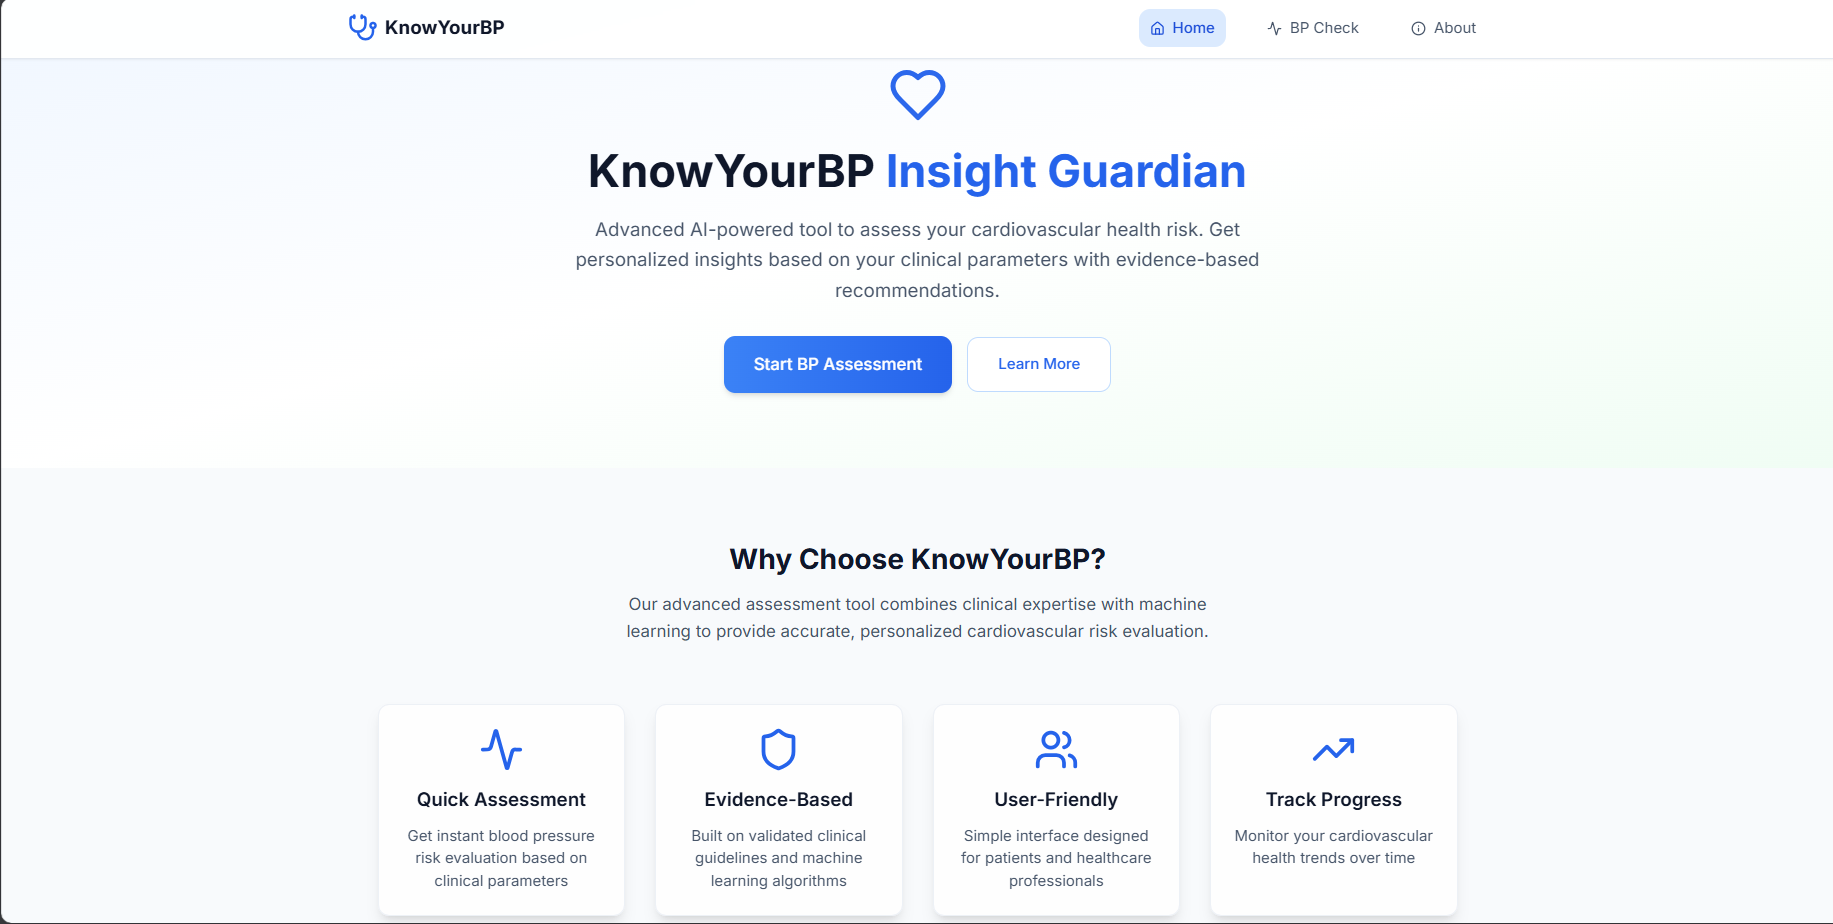 KnowYourBP
Home
BP Check
About
KnowYourBP Insight Guardian
Advanced AI-powered tool to assess your cardiovascular health risk. Get
personalized insights based on your clinical parameters with evidence-based
recommendations.
Start BP Assessment
Learn More
Why Choose KnowYourBP?
Our advanced assessment tool combines clinical expertise with machine
learning to provide accurate, personalized cardiovascular risk evaluation.
Quick Assessment
Get instant blood pressure
risk evaluation based on
clinical parameters
Evidence-Based
Built on validated clinical
guidelines and machine
learning algorithms
User-Friendly
Simple interface designed
for patients and healthcare
professionals
Track Progress
Monitor your cardiovascular
health trends over time